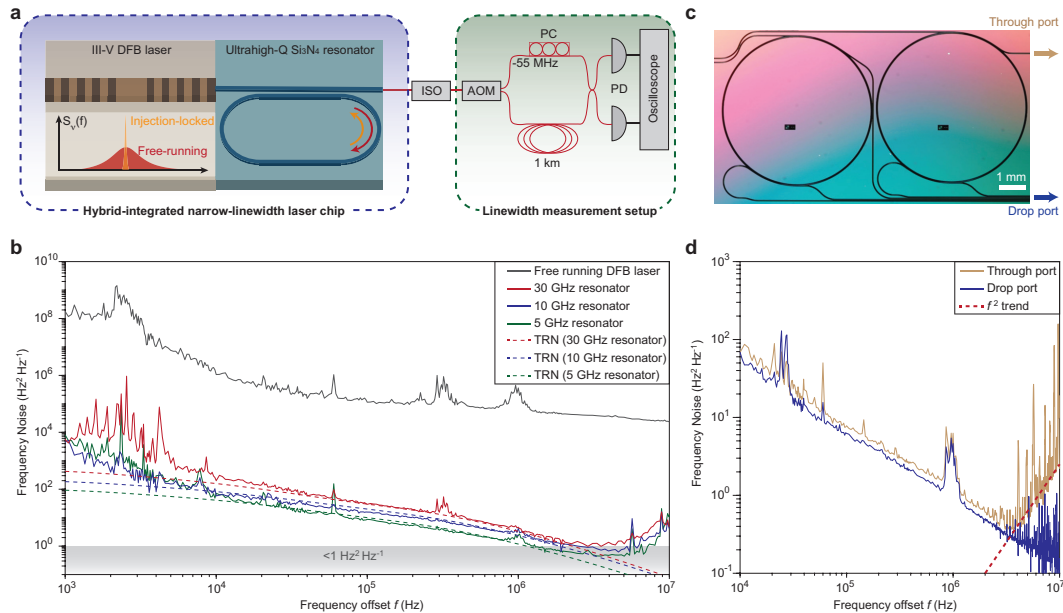 a
III-V DFB laser
Ultrahigh-Q Si₃N₄ resonator
Sᵥ(f)
Injection-locked
Free-running
Hybrid-integrated narrow-linewidth laser chip
ISO
AOM
PC
-55 MHz
PD
1 km
Oscilloscope
Linewidth measurement setup
c
Through port
1 mm
Drop port
b
Frequency Noise (Hz² Hz⁻¹)
10¹⁰
10⁸
10⁶
10⁴
10²
10⁰
Free running DFB laser
30 GHz resonator
10 GHz resonator
5 GHz resonator
TRN (30 GHz resonator)
TRN (10 GHz resonator)
TRN (5 GHz resonator)
<1 Hz² Hz⁻¹
10³ 10⁴ 10⁵ 10⁶ 10⁷
Frequency offset f (Hz)
d
Frequency Noise (Hz² Hz⁻¹)
10³
10²
10¹
10⁰
10⁻¹
Through port
Drop port
f² trend
10⁴ 10⁵ 10⁶ 10⁷
Frequency offset f (Hz)